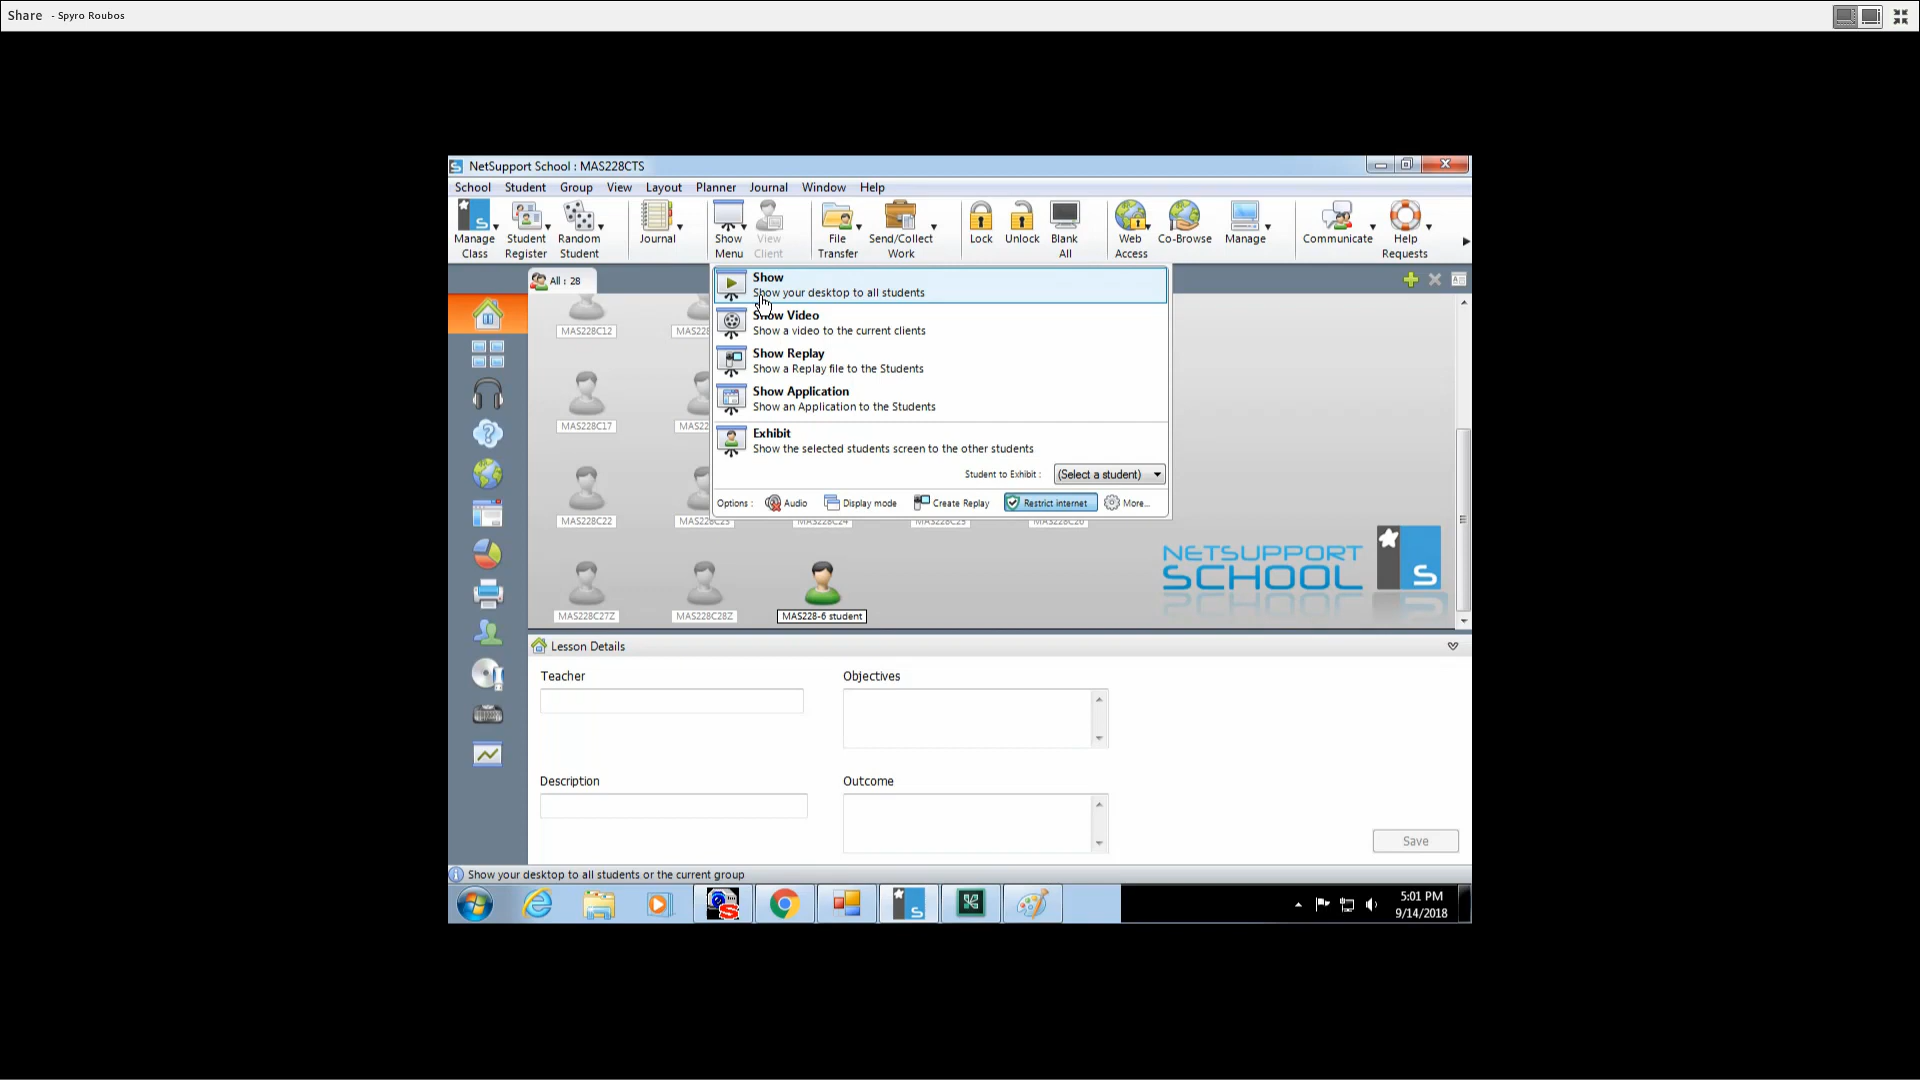 Share - Spyro Roubos
NetSupport School : MAS228CTS
School Student Group View Layout Planner Journal Window Help
Manage Class
Student Register
Random Student
Journal
Show Menu
View Client
File Transfer
Send/Collect Work
Lock
Unlock
Blank All
Web Access
Co-Browse
Manage
Communicate
Help Requests
All : 28
Show
Show your desktop to all students
Show Video
Show a video to the current clients
Show Replay
Show a Replay file to the Students
Show Application
Show an Application to the Students
Exhibit
Show the selected students screen to the other students
Student to Exhibit : (Select a student)
Options : Audio Display mode Create Replay Restrict internet More...
MAS228C12
MAS228C17
MAS228C22 MAS228C23 MAS228C24 MAS228C25 MAS228C26
MAS228C27Z MAS228C28Z MAS228-6 student
NETSUPPORT
SCHOOL
Lesson Details
Teacher
Objectives
Description
Outcome
Save
Show your desktop to all students or the current group
5:01 PM
9/14/2018